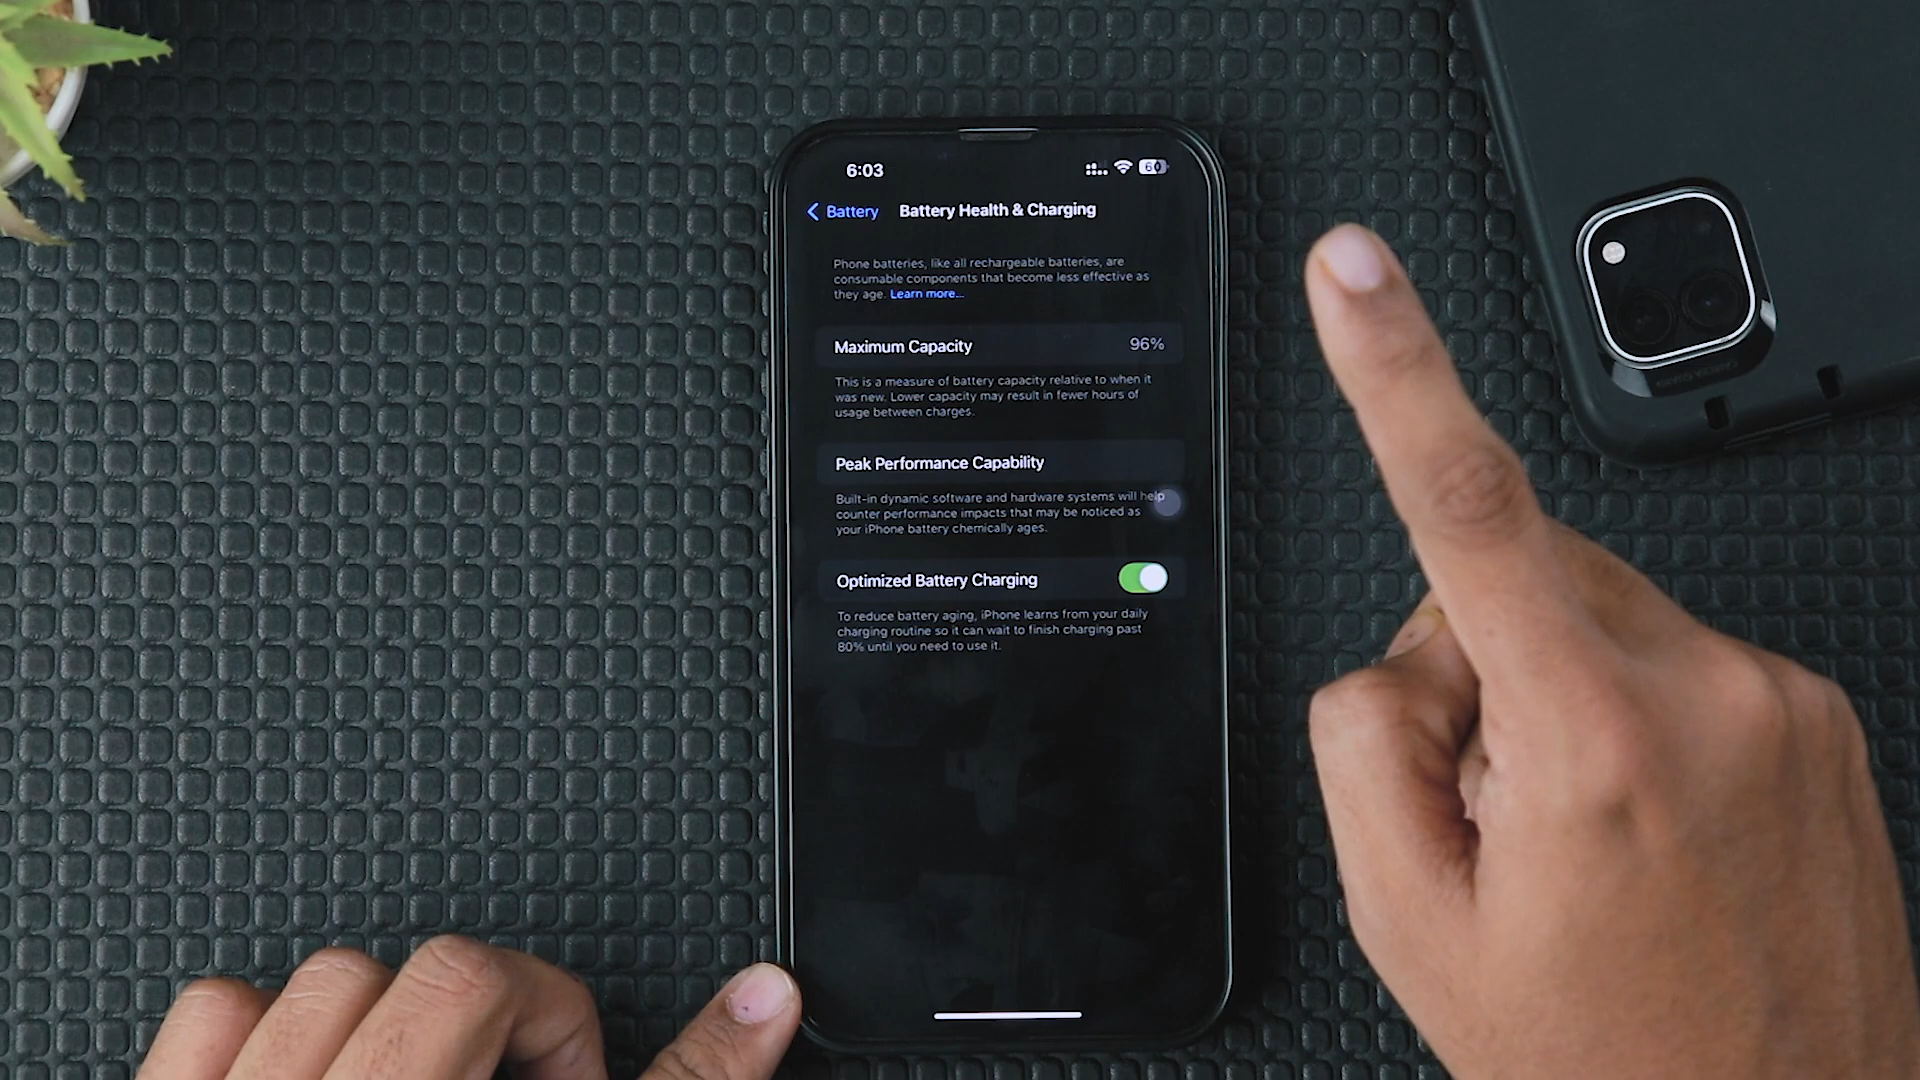 6:03
60
Battery
Battery Health & Charging
Phone batteries, like all rechargeable batteries, are
consumable components that become less effective as
they age. Learn more...
Maximum Capacity 96%
This is a measure of battery capacity relative to when it
was new. Lower capacity may result in fewer hours of
usage between charges.
Peak Performance Capability
Built-in dynamic software and hardware systems will help
counter performance impacts that may be noticed as
your iPhone battery chemically ages.
Optimized Battery Charging
To reduce battery aging, iPhone learns from your daily
charging routine so it can wait to finish charging past
80% until you need to use it.